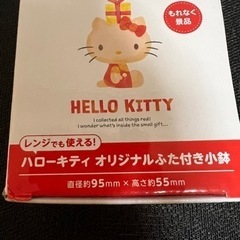 もれなく
景品
HELLO KITTY
I collected all things red!
I wonder what's inside the small gift....
レンジでも使える!
ハローキティ オリジナルふた付き小鉢
直径約95mm×高さ約55mm